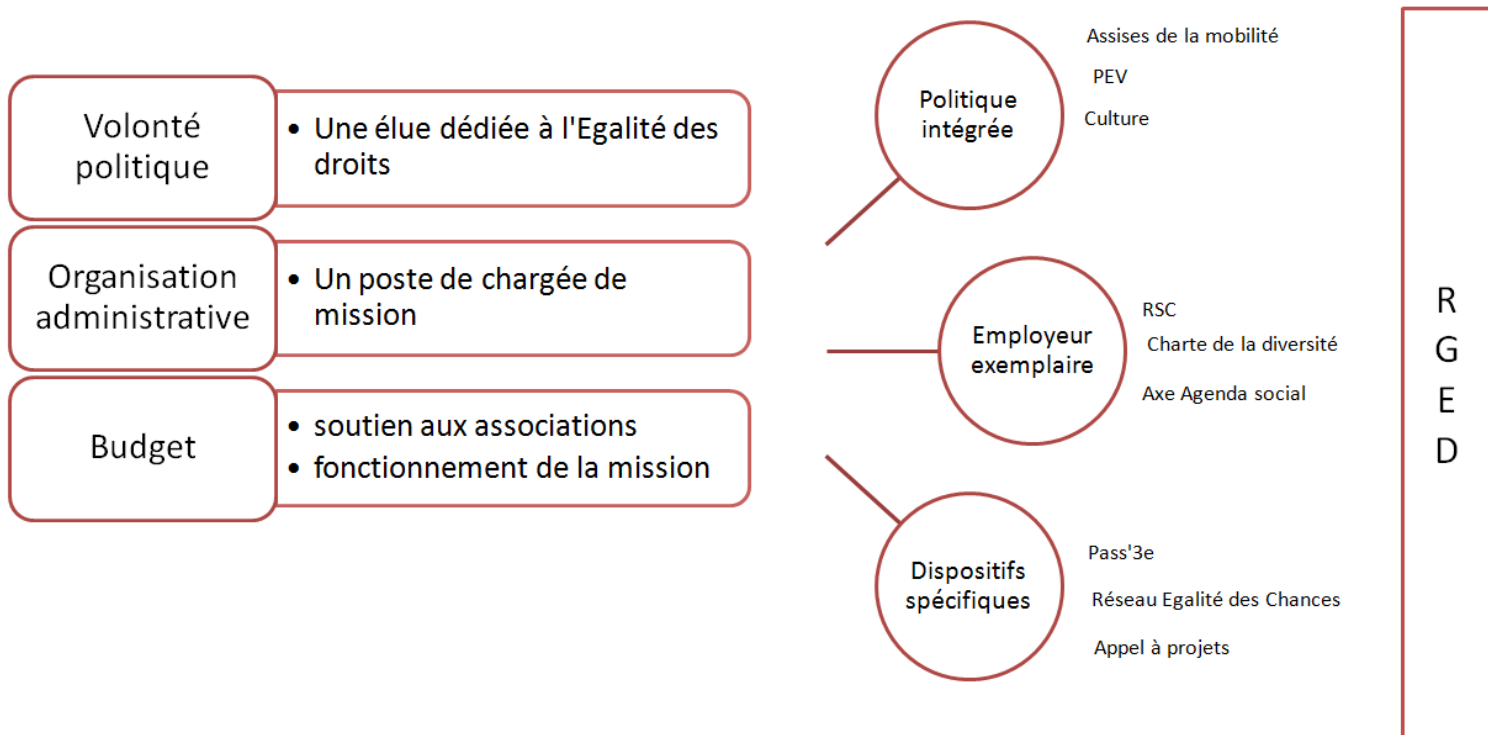 Volonté
politique
• Une élue dédiée à l'Egalité des
droits
Organisation
administrative
• Un poste de chargée de
mission
Budget
• soutien aux associations
• fonctionnement de la mission
Politique
intégrée
Assises de la mobilité
PEV
Culture
Employeur
exemplaire
RSC
Charte de la diversité
Axe Agenda social
Dispositifs
spécifiques
Pass'3e
Réseau Egalité des Chances
Appel à projets
R
G
E
D